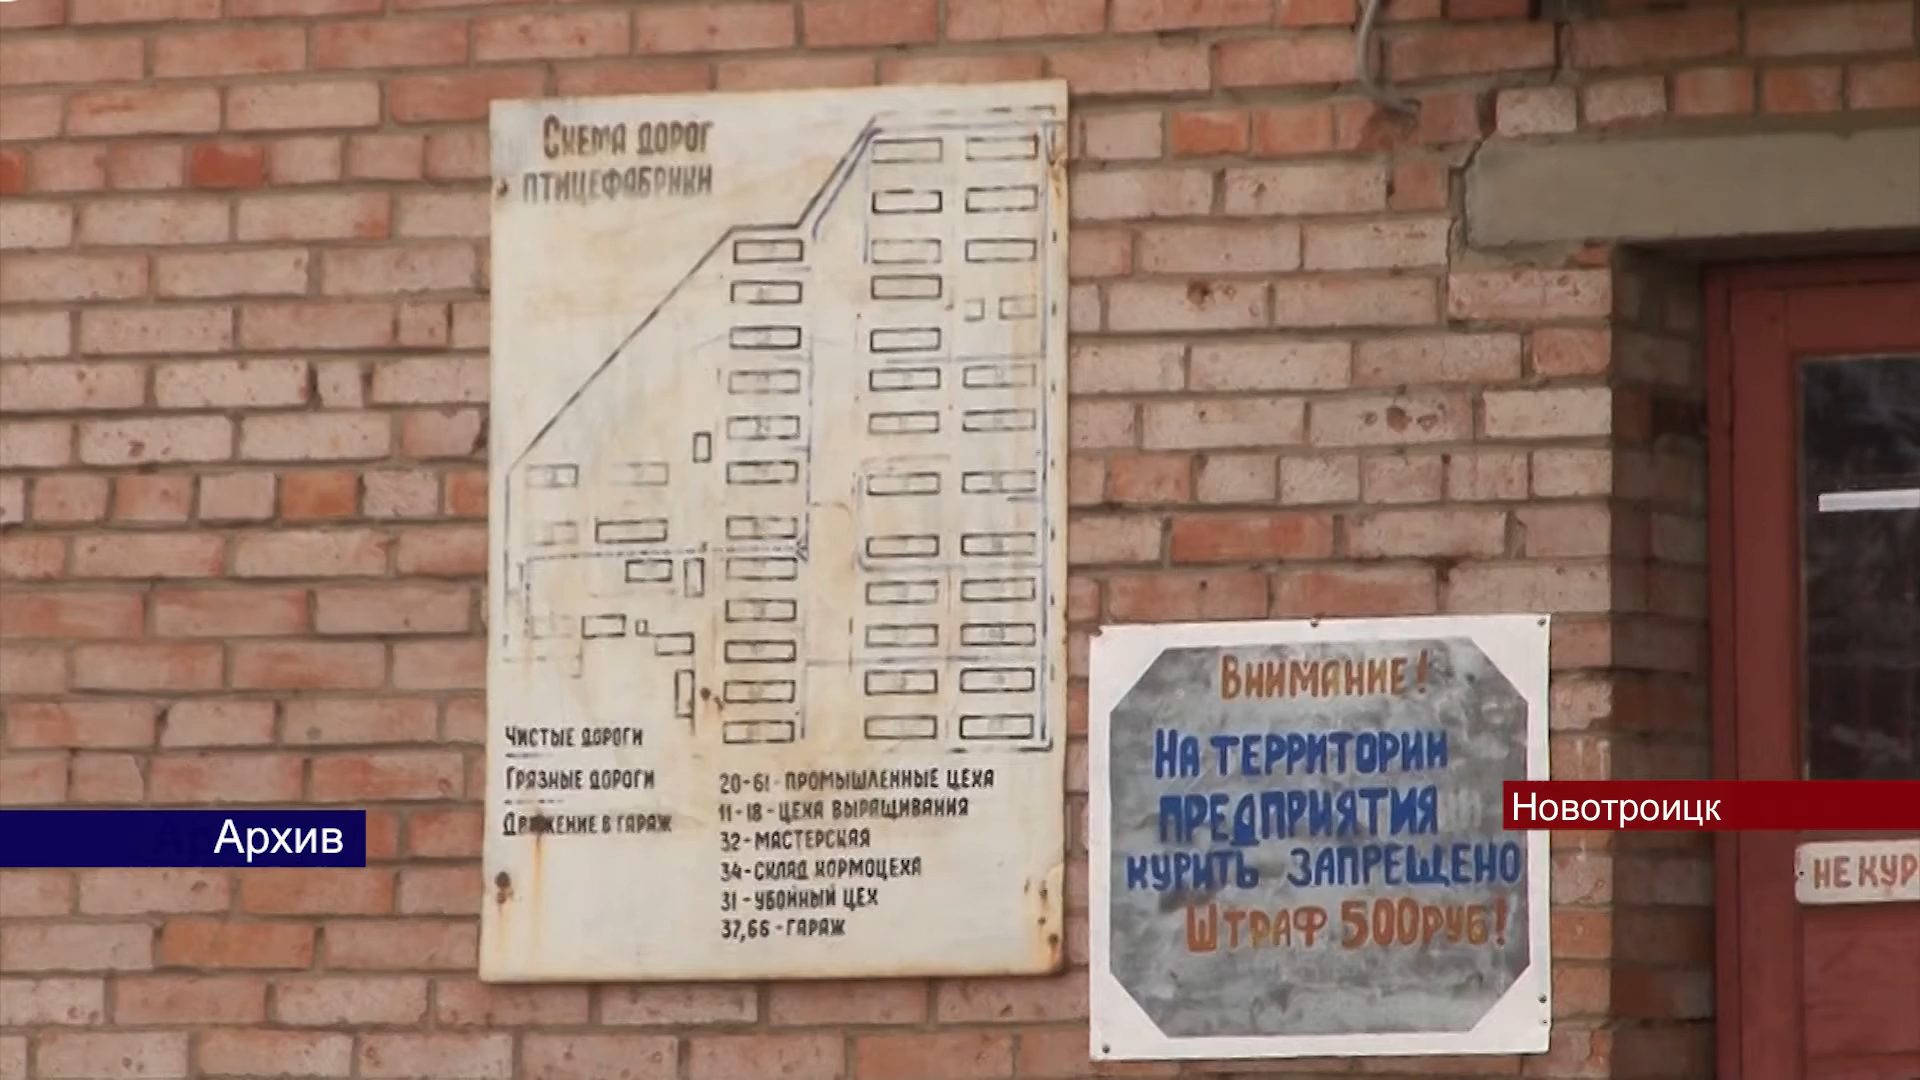 Схема дорог
птицефабрики
Чистые дороги
Грязные дороги
Движение в гараж
20-61-промышленные цеха
11-18-цеха выращивания
32-мастерская
34-склад кормоцеха
31-убойный цех
37,66-гараж
Внимание!
На территории
предприятия
курить запрещено
Штраф 500руб!
Не кур
Архив
Новотроицк